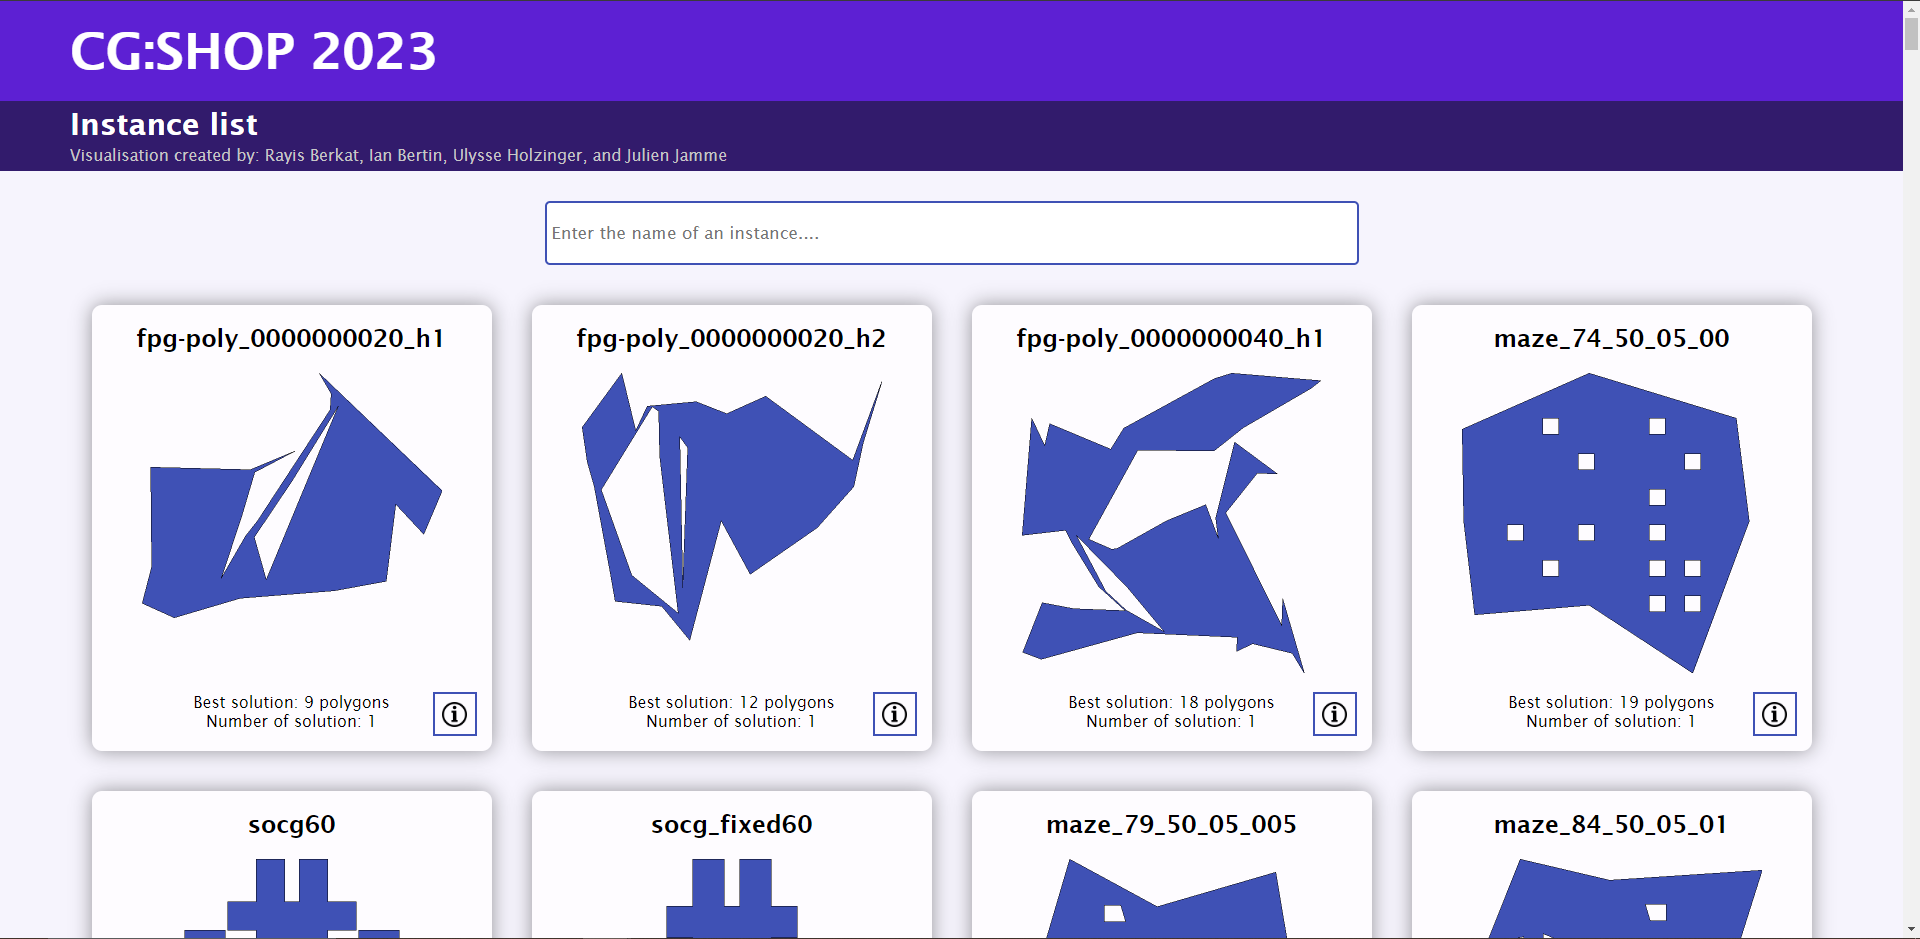 CG:SHOP 2023
Instance list
Visualisation created by: Rayis Berkat, Ian Bertin, Ulysse Holzinger, and Julien Jamme
Enter the name of an instance....
fpg-poly_0000000020_h1
Best solution: 9 polygons
Number of solution: 1
fpg-poly_0000000020_h2
Best solution: 12 polygons
Number of solution: 1
fpg-poly_0000000040_h1
Best solution: 18 polygons
Number of solution: 1
maze_74_50_05_00
Best solution: 19 polygons
Number of solution: 1
socg60
socg_fixed60
maze_79_50_05_005
maze_84_50_05_01